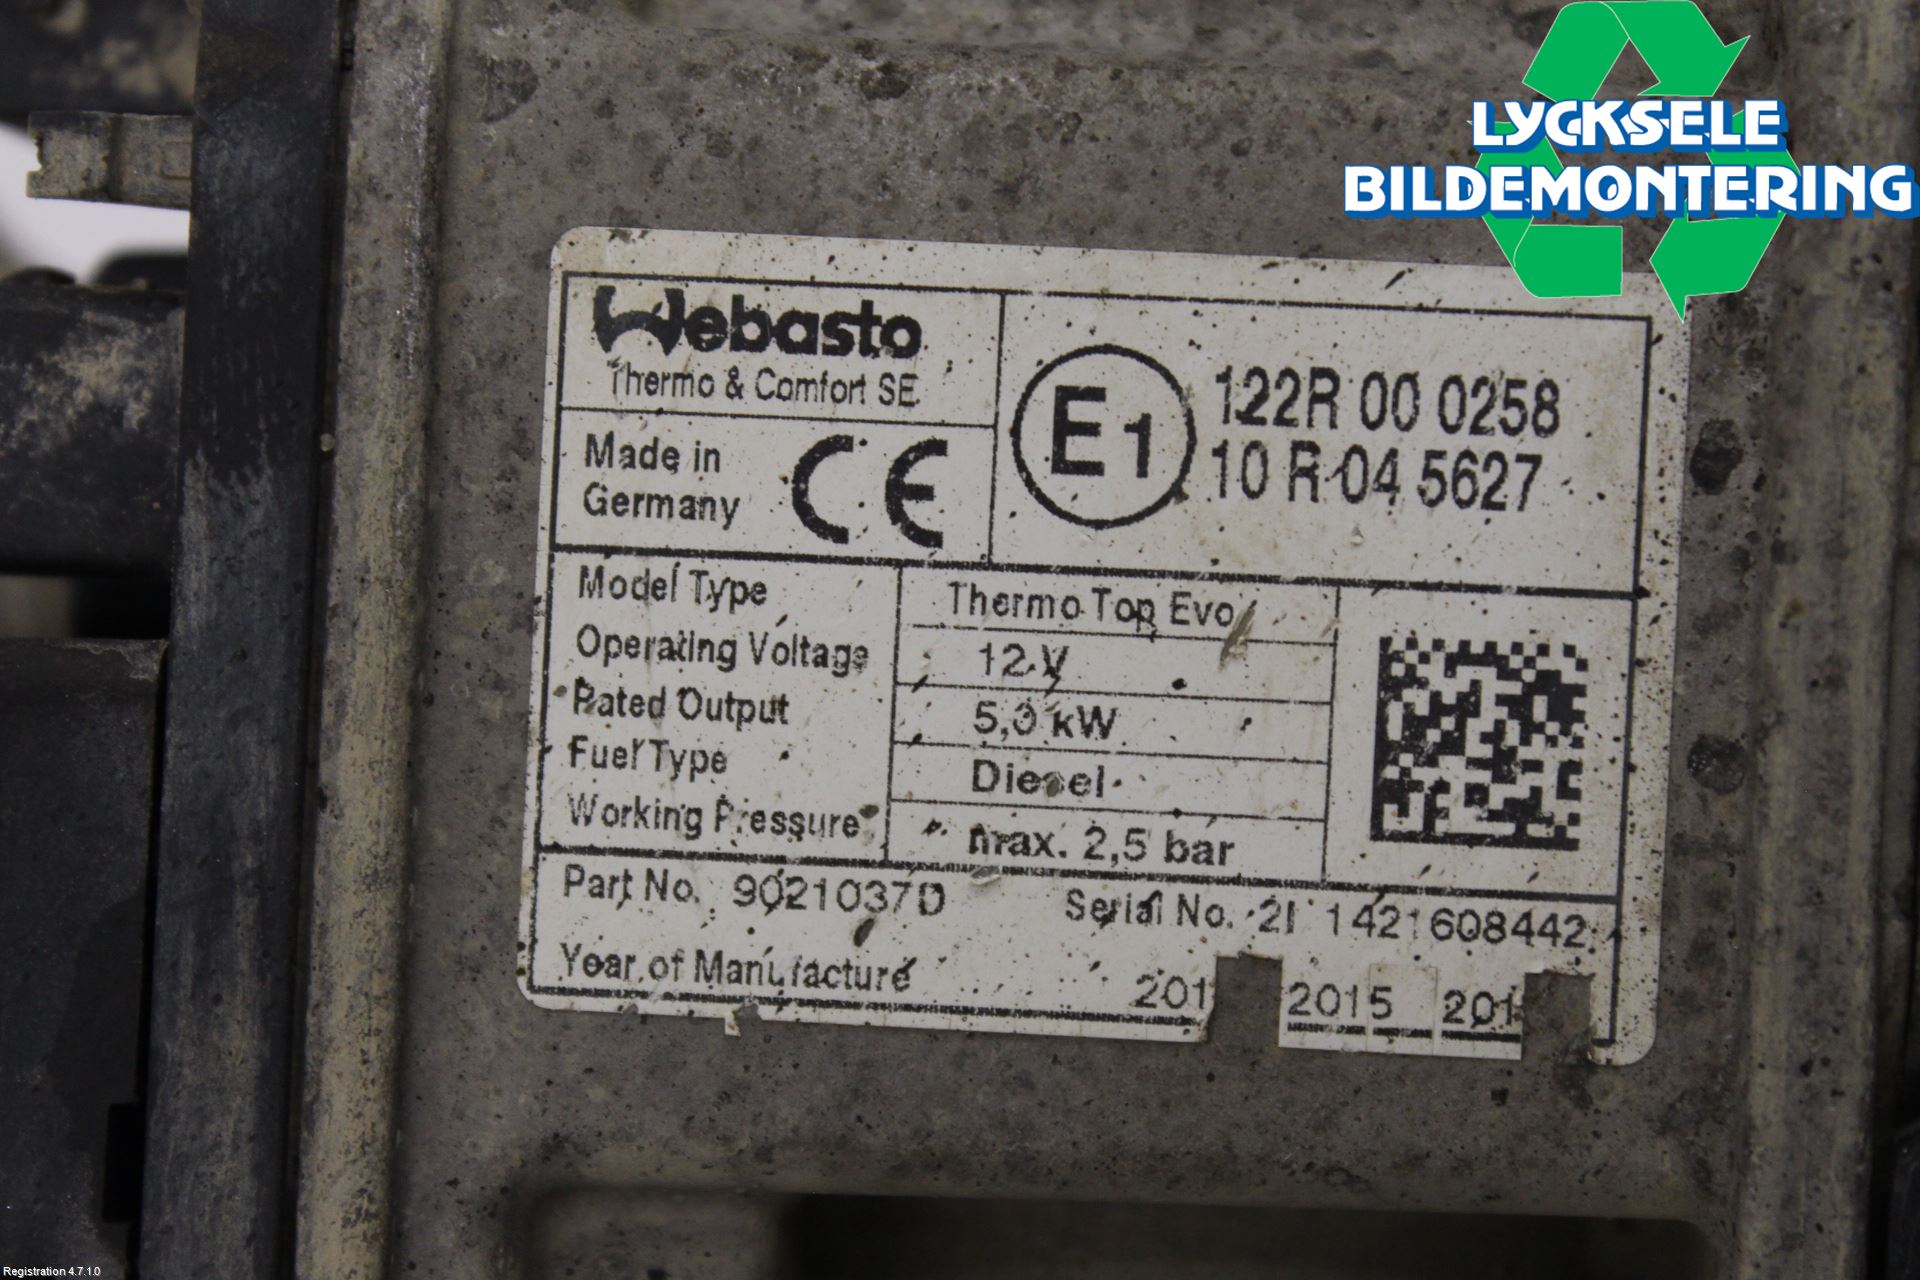 LYCKSELE
BILDEMONTERING
Webasto
Thermo & Comfort SE
Made in
Germany
CE
E1
122R 00 0258
10 R 04 5627
Model Type
Thermo Top Evo
Operating Voltage
12 V
Rated Output
5,0 kW
Fuel Type
Diesel
Working Pressure
max. 2,5 bar
Part No. 9021037D
Serial No. 21 1421608442
Year of Manufacture
201 2015 201
Registration 4.7.1.0